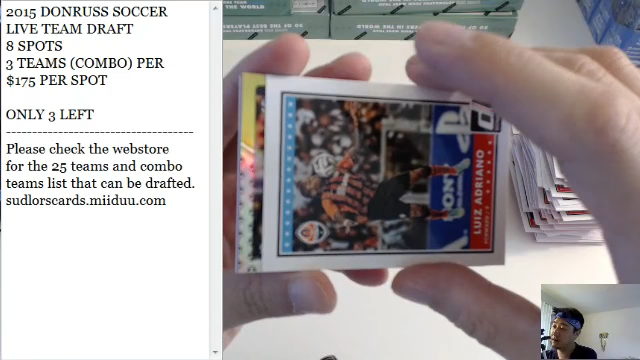 2015 DONRUSS SOCCER
LIVE TEAM DRAFT
8 SPOTS
3 TEAMS (COMBO) PER
$175 PER SPOT
ONLY 3 LEFT
----------------------------------
Please check the webstore
for the 25 teams and combo
teams list that can be drafted.
sudlorscards.miiduu.com
THE WORLD
LUIZ ADRIANO